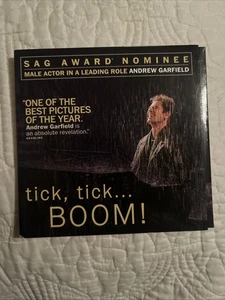 SAG AWARD® NOMINEE
MALE ACTOR IN A LEADING ROLE ANDREW GARFIELD
"ONE OF THE
BEST PICTURES
OF THE YEAR.
Andrew Garfield is
an absolute revelation."
DEADLINE
tick, tick...
BOOM!